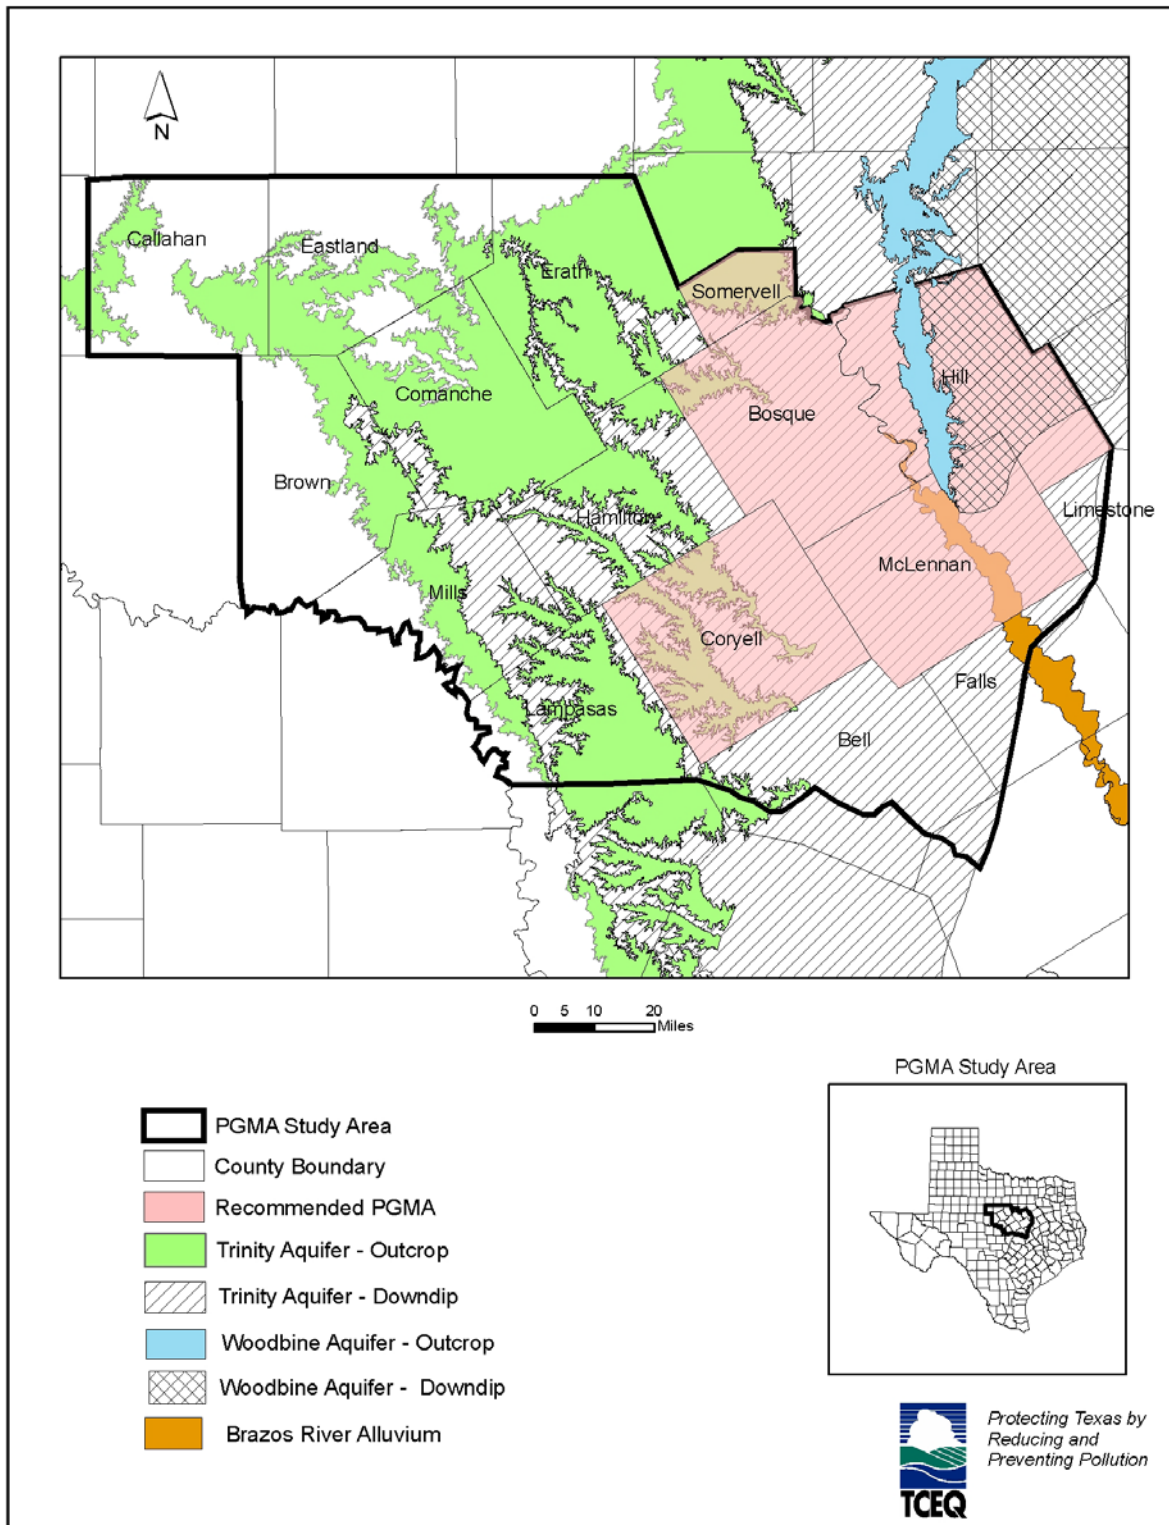 N
Callahan
Eastland
Erath
Somervell
Comanche
Bosque
Hill
Brown
Hamilton
Limestone
McLennan
Mills
Coryell
Falls
Lampasas
Bell
0 5 10 20
Miles
PGMA Study Area
PGMA Study Area
County Boundary
Recommended PGMA
Trinity Aquifer - Outcrop
Trinity Aquifer - Downdip
Woodbine Aquifer - Outcrop
Woodbine Aquifer - Downdip
Brazos River Alluvium
Protecting Texas by
Reducing and
Preventing Pollution
TCEQ